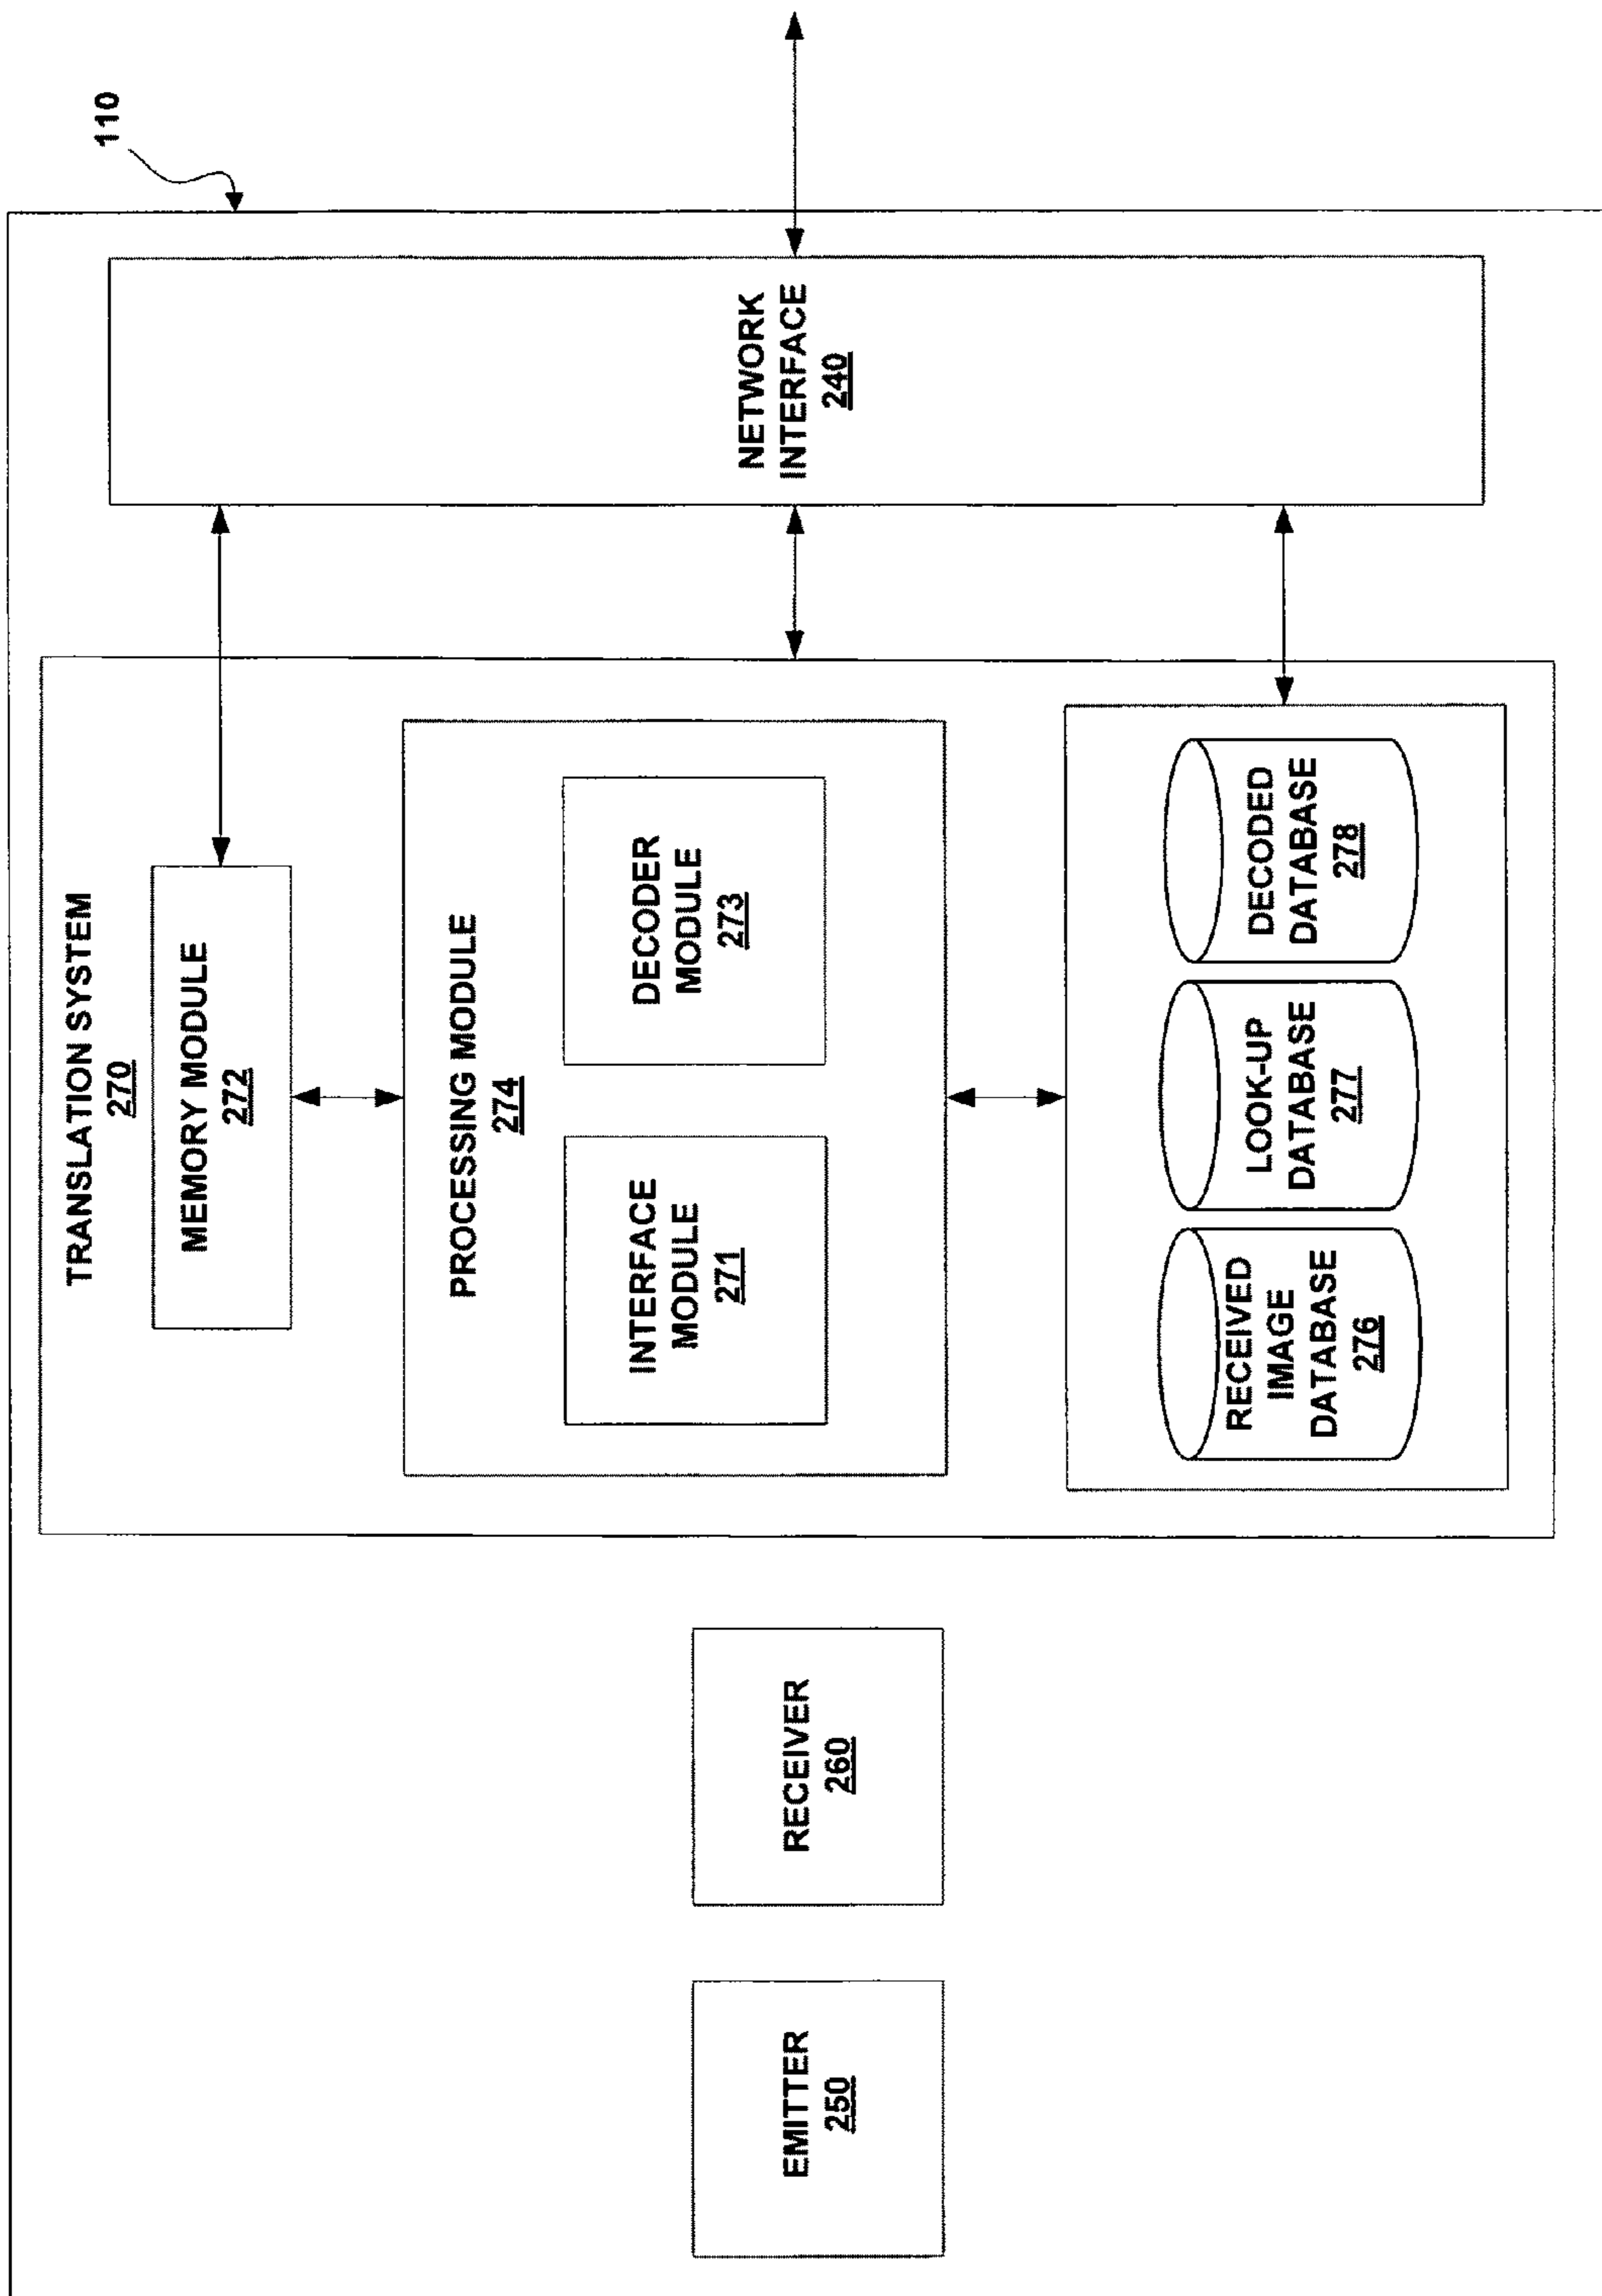 110
TRANSLATION SYSTEM
270
MEMORY MODULE
272
PROCESSING MODULE
274
INTERFACE
MODULE
271
DECODER
MODULE
273
RECEIVED
IMAGE
DATABASE
276
LOOK-UP
DATABASE
277
DECODED
DATABASE
278
EMITTER
250
RECEIVER
260
NETWORK
INTERFACE
240